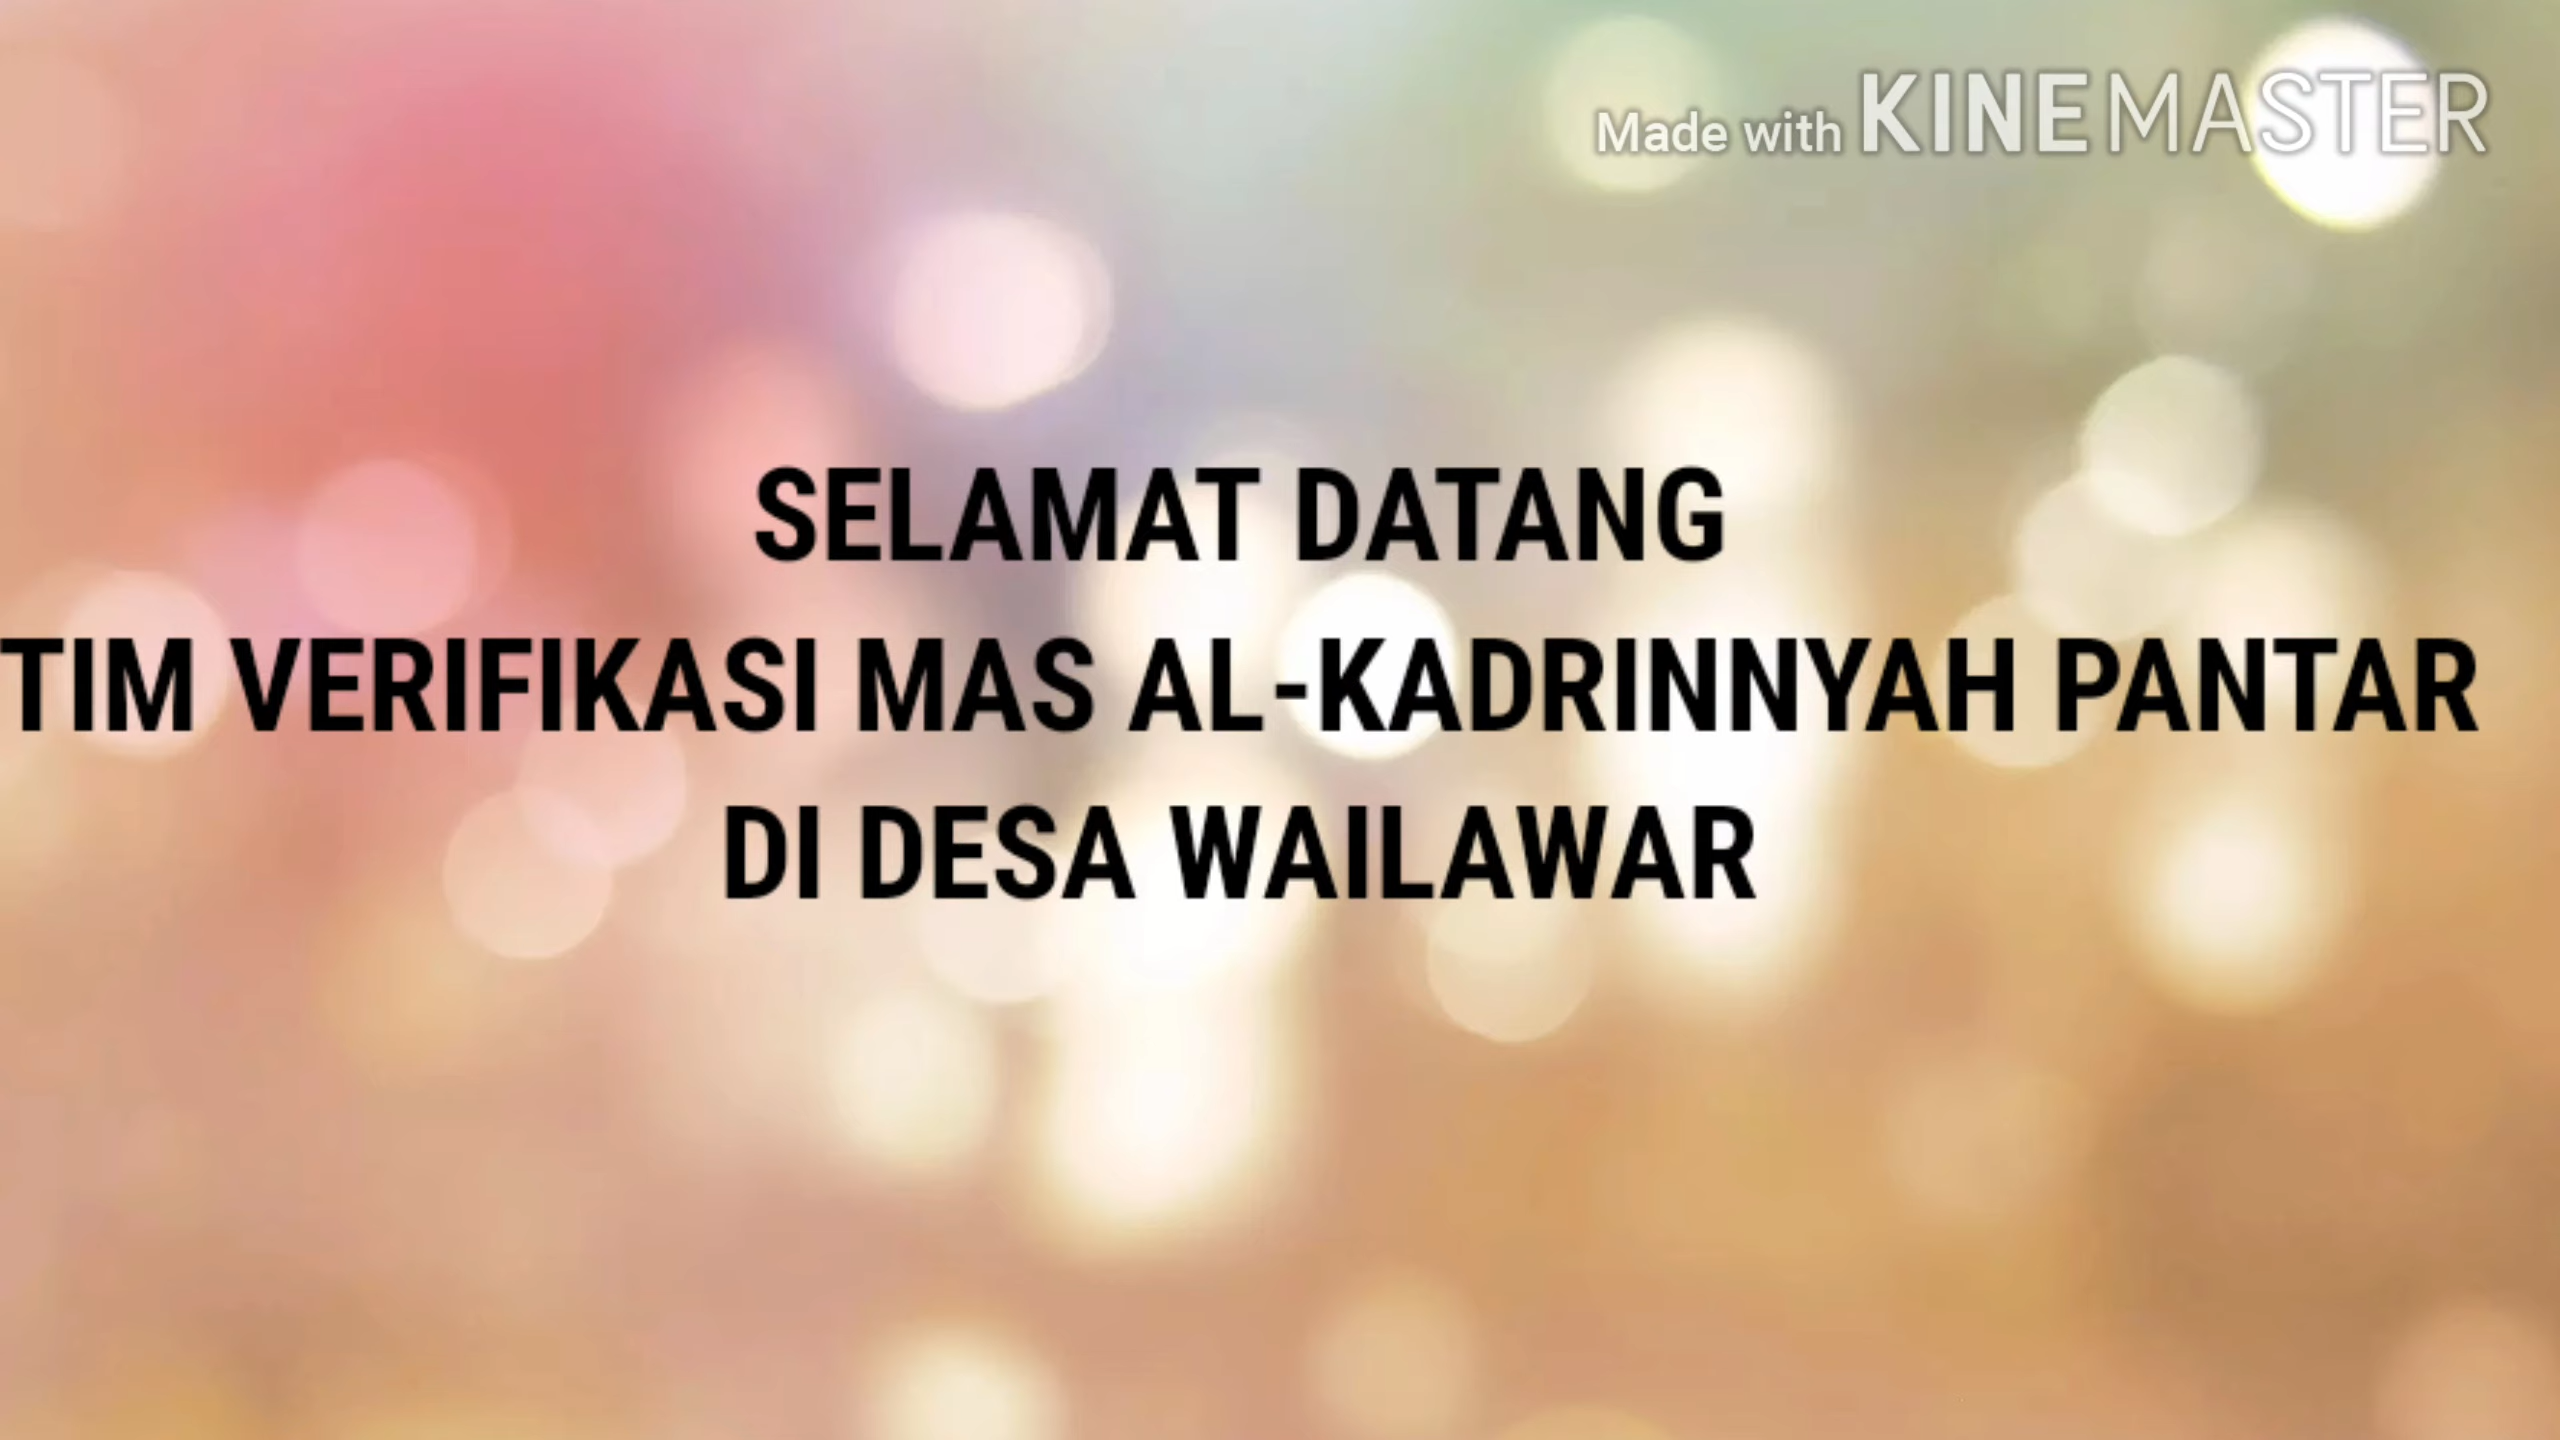 Made with KINEMASTER
SELAMAT DATANG
TIM VERIFIKASI MAS AL-KADRINNYAH PANTAR
DI DESA WAILAWAR